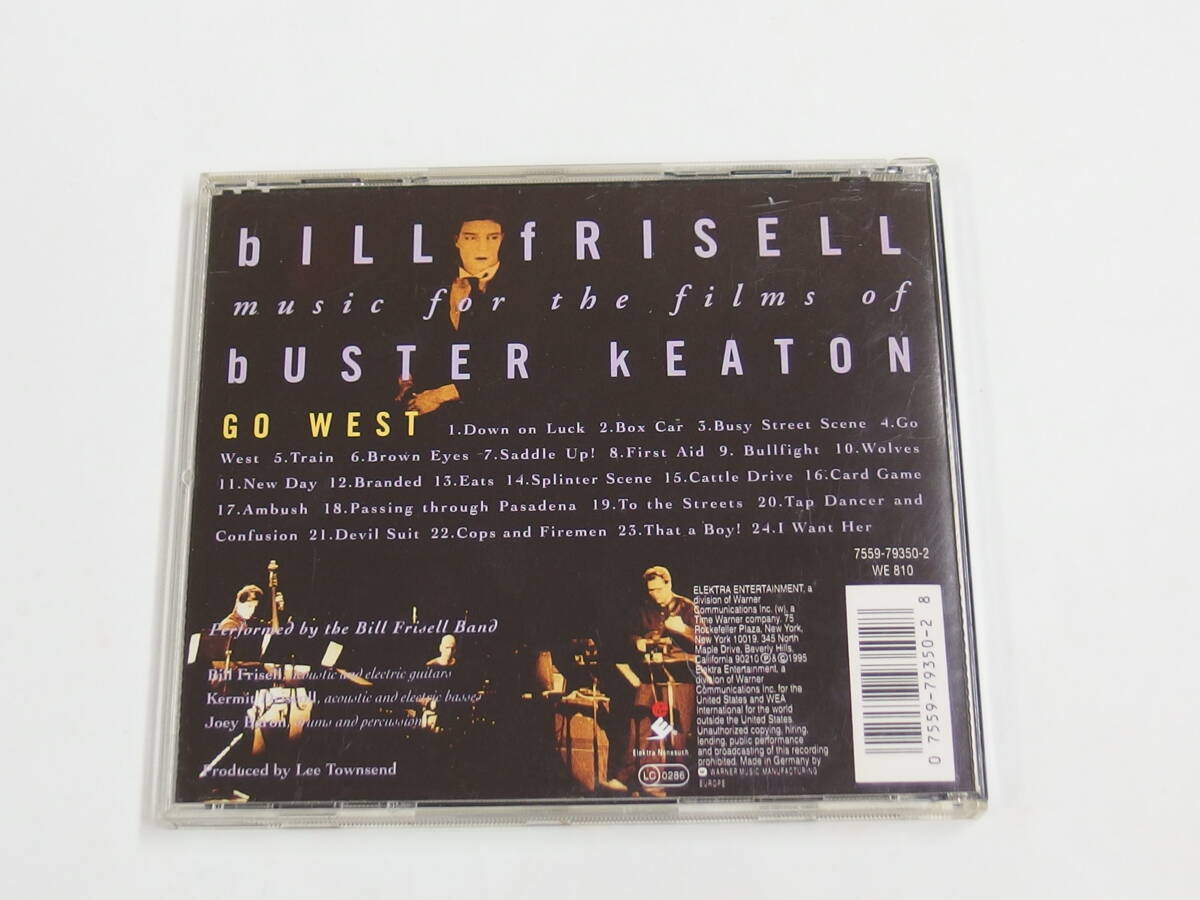 bILL fRISELL
music for the films of
bUSTER kEATON
GO WEST 1.Down on Luck 2.Box Car 3.Busy Street Scene 4.Go
West 5.Train 6.Brown Eyes 7.Saddle Up! 8.First Aid 9. Bullfight 10.Wolves
11.New Day 12.Branded 13.Eats 14.Splinter Scene 15.Cattle Drive 16.Card Game
17.Ambush 18.Passing through Pasadena 19.To the Streets 20.Tap Dancer and
Confusion 21.Devil Suit 22.Cops and Firemen 23.That a Boy! 24.I Want Her
7559-79350-2
WE 810
Performed by the Bill Frisell Band
Bill Frisell, acoustic and electric guitars
Kermit Driscoll, acoustic and electric basses
Joey Baron, drums and percussion
Produced by Lee Townsend
Elektra Nonesuch
LC 0286
ELEKTRA ENTERTAINMENT, a
division of Warner
Communications Inc. (w), a
Time Warner company. 75
Rockefeller Plaza, New York,
New York 10019. 345 North
Maple Drive, Beverly Hills,
California 90210 ℗&© 1995
Elektra Entertainment, a
division of Warner
Communications Inc. for the
United States and WEA
International for the world
outside the United States.
Unauthorized copying, hiring,
lending, public performance
and broadcasting of this recording
prohibited. Made in Germany by
WARNER MUSIC MANUFACTURING
EUROPE
0 7559-79350-2 8